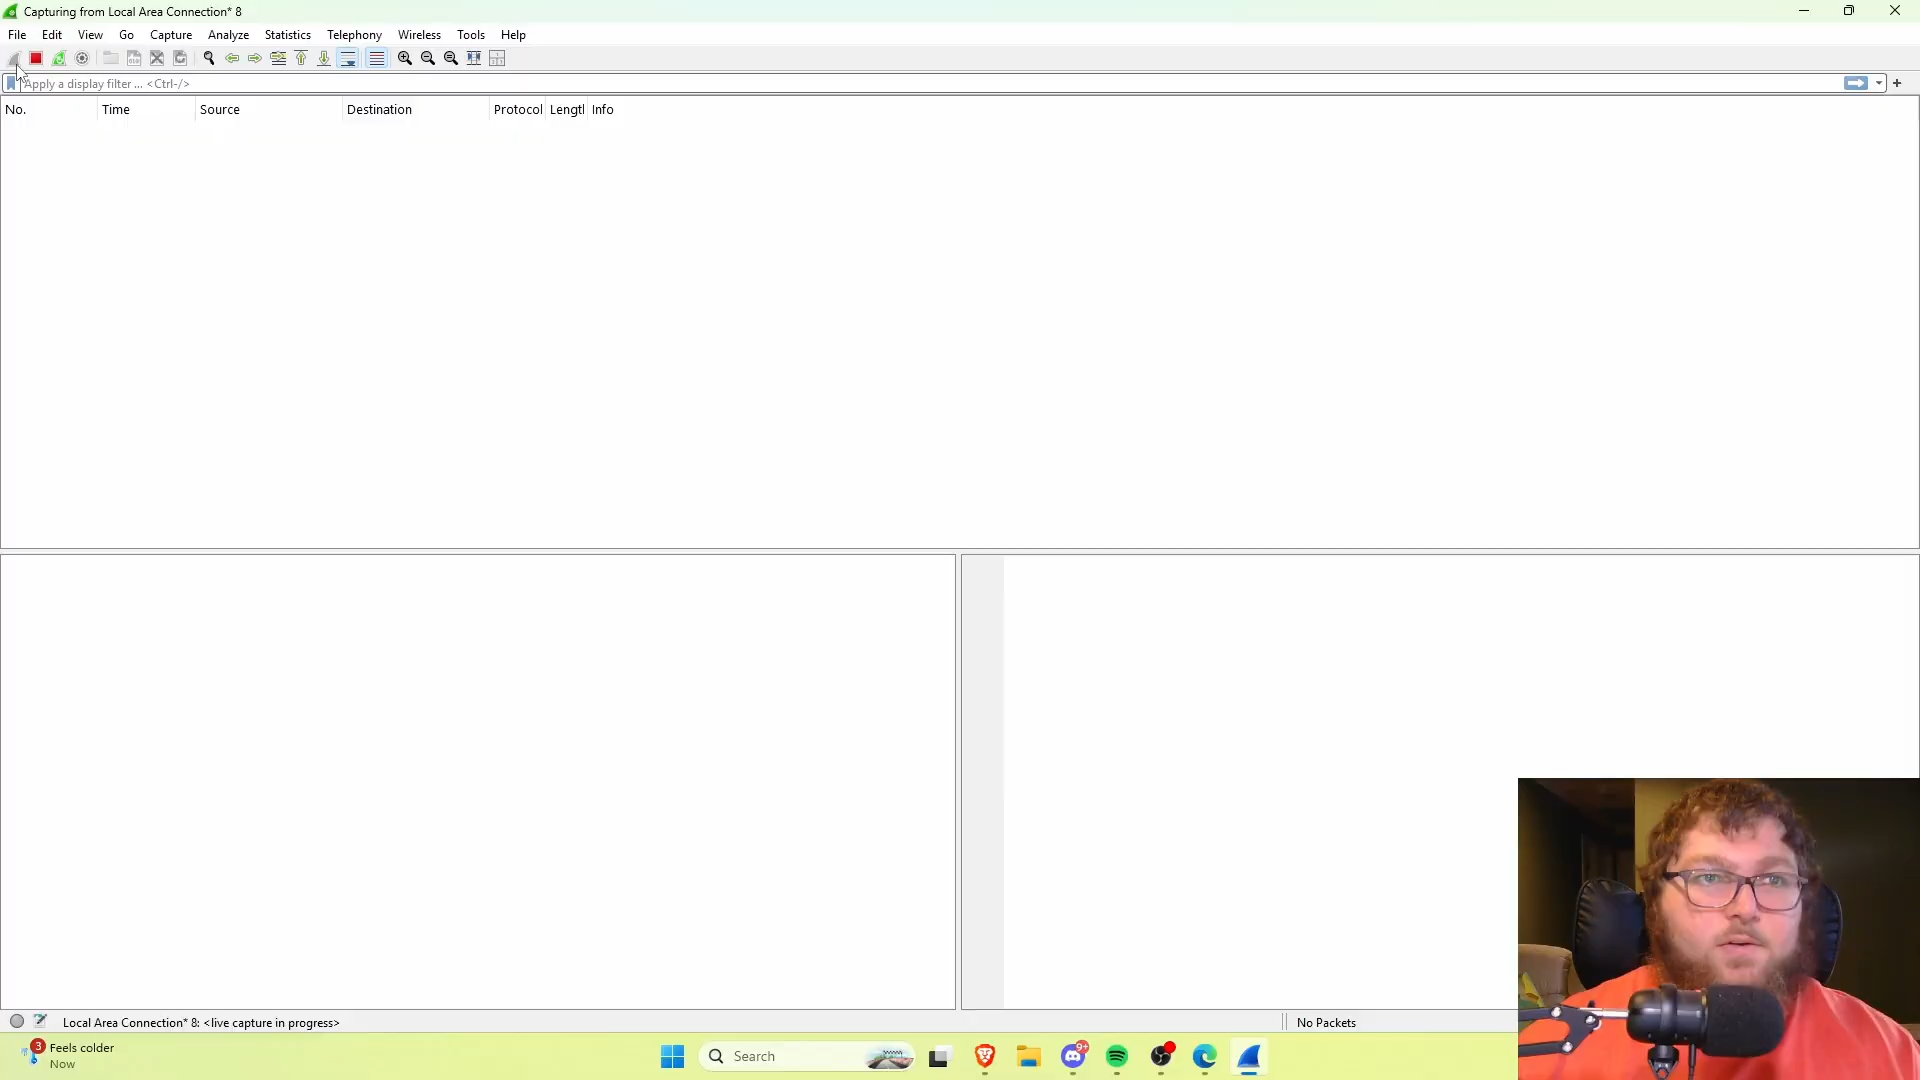 Capturing from Local Area Connection* 8
File Edit View Go Capture Analyze Statistics Telephony Wireless Tools Help
Apply a display filter ... <Ctrl-/>
No. Time Source Destination Protocol Lengtl Info
Local Area Connection* 8: <live capture in progress> No Packets
3 Feels colder
Now
Search
9+